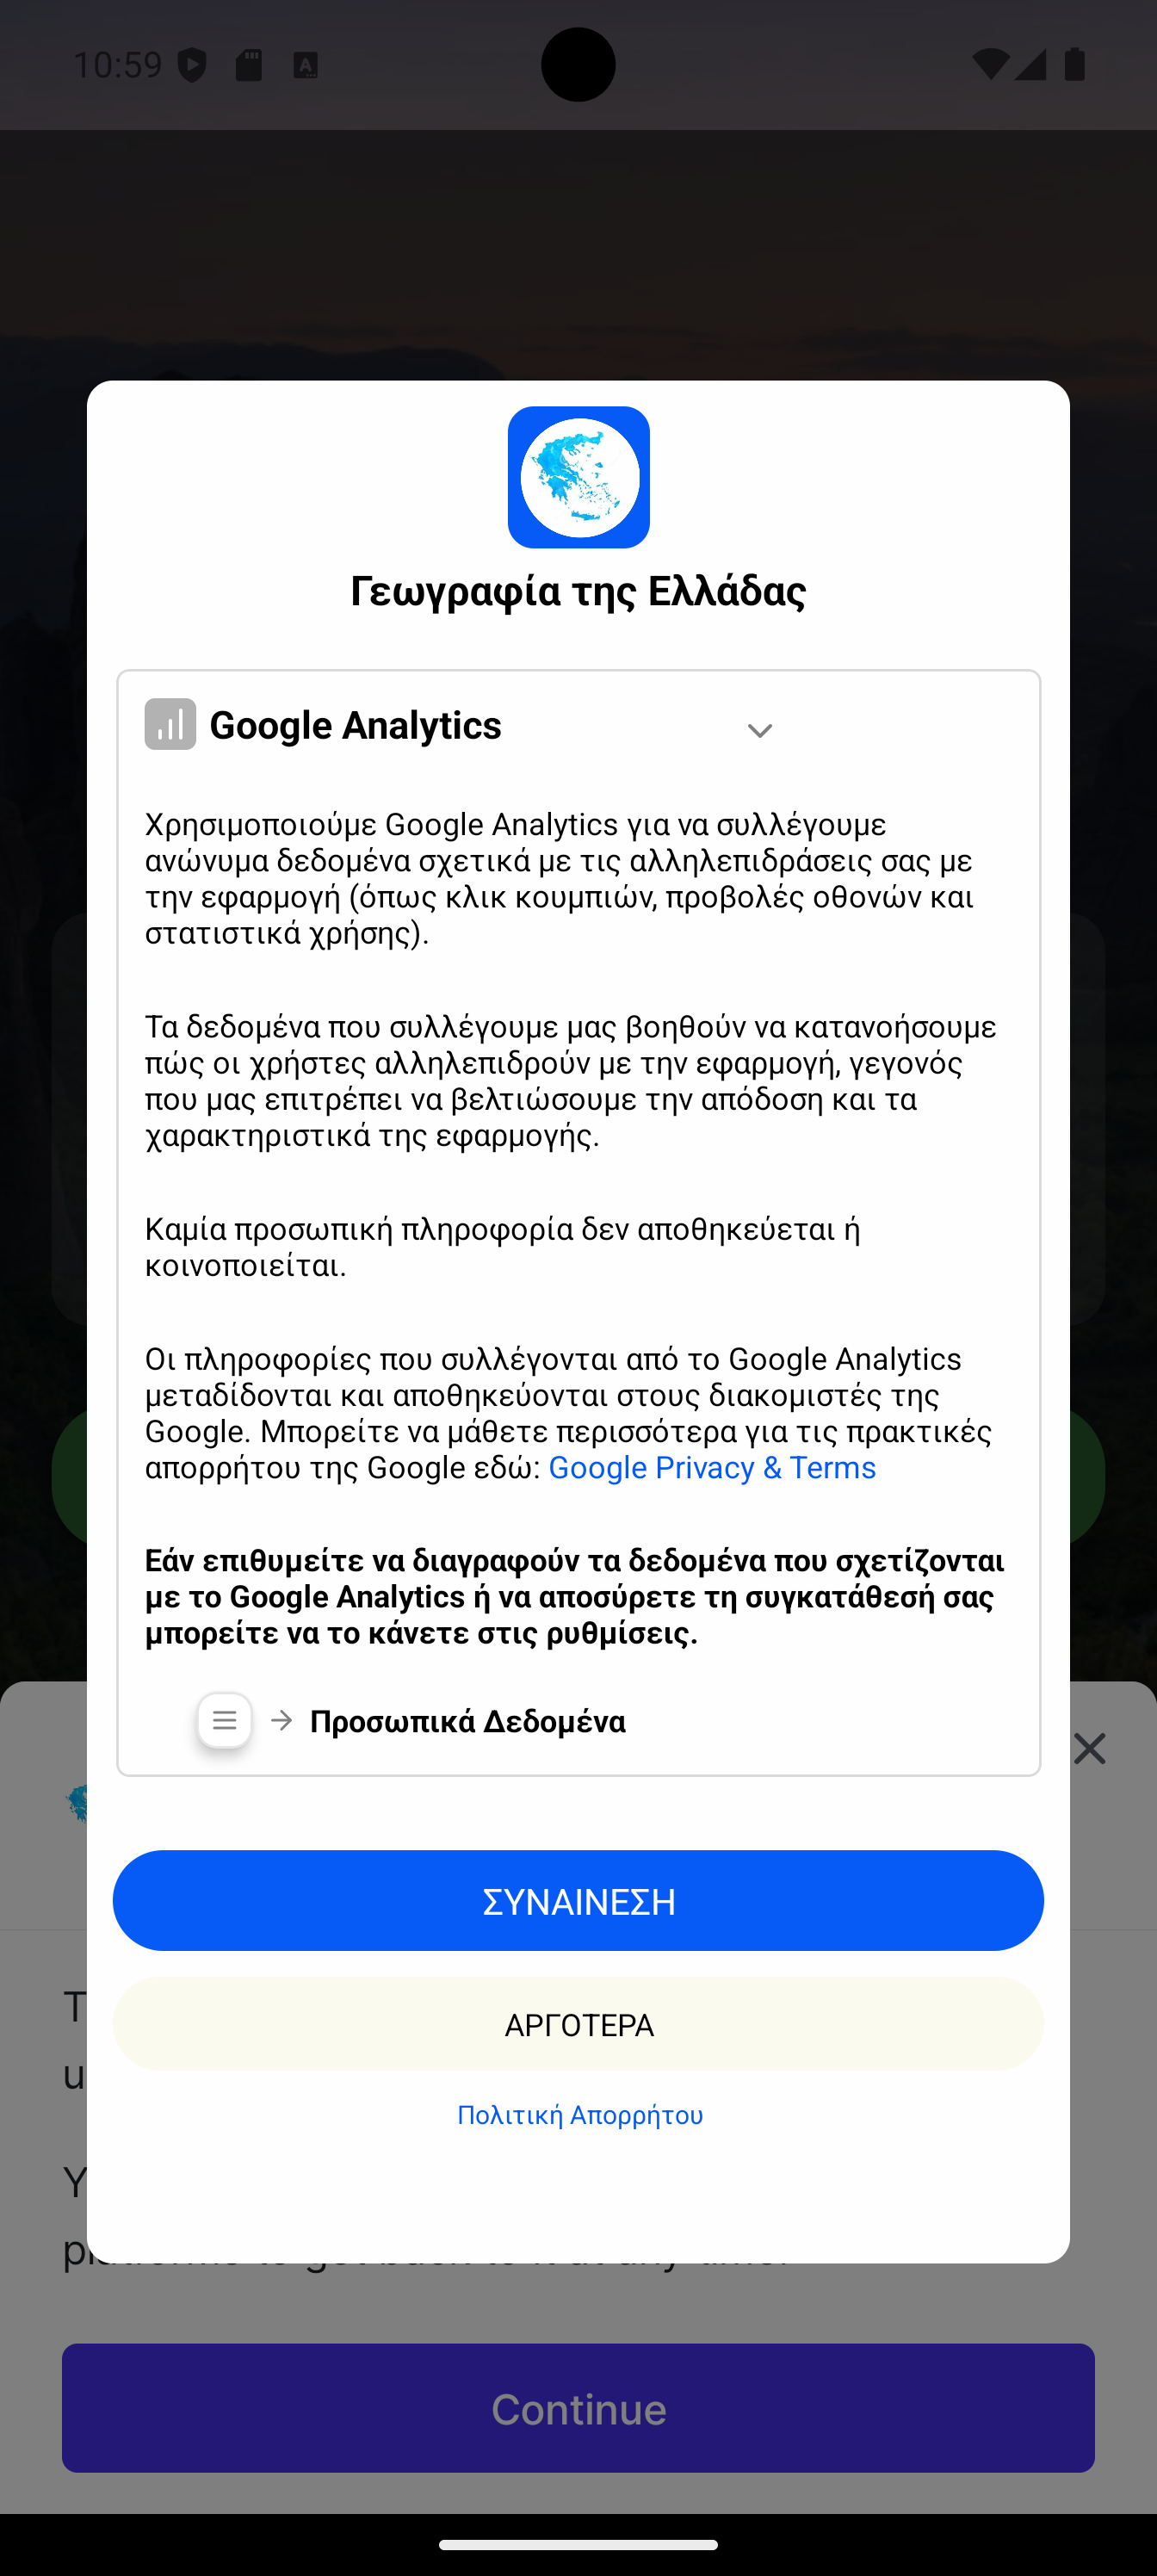 10:59
Γεωγραφία της Ελλάδας
Google Analytics
Χρησιμοποιούμε Google Analytics για να συλλέγουμε
ανώνυμα δεδομένα σχετικά με τις αλληλεπιδράσεις σας με
την εφαρμογή (όπως κλικ κουμπιών, προβολές οθονών και
στατιστικά χρήσης).
Τα δεδομένα που συλλέγουμε μας βοηθούν να κατανοήσουμε
πώς οι χρήστες αλληλεπιδρούν με την εφαρμογή, γεγονός
που μας επιτρέπει να βελτιώσουμε την απόδοση και τα
χαρακτηριστικά της εφαρμογής.
Καμία προσωπική πληροφορία δεν αποθηκεύεται ή
κοινοποιείται.
Οι πληροφορίες που συλλέγονται από το Google Analytics
μεταδίδονται και αποθηκεύονται στους διακομιστές της
Google. Μπορείτε να μάθετε περισσότερα για τις πρακτικές
απορρήτου της Google εδώ: Google Privacy & Terms
Εάν επιθυμείτε να διαγραφούν τα δεδομένα που σχετίζονται
με το Google Analytics ή να αποσύρετε τη συγκατάθεσή σας
μπορείτε να το κάνετε στις ρυθμίσεις.
Προσωπικά Δεδομένα
ΣΥΝΑΙΝΕΣΗ
ΑΡΓΟΤΕΡΑ
Πολιτική Απορρήτου
Continue